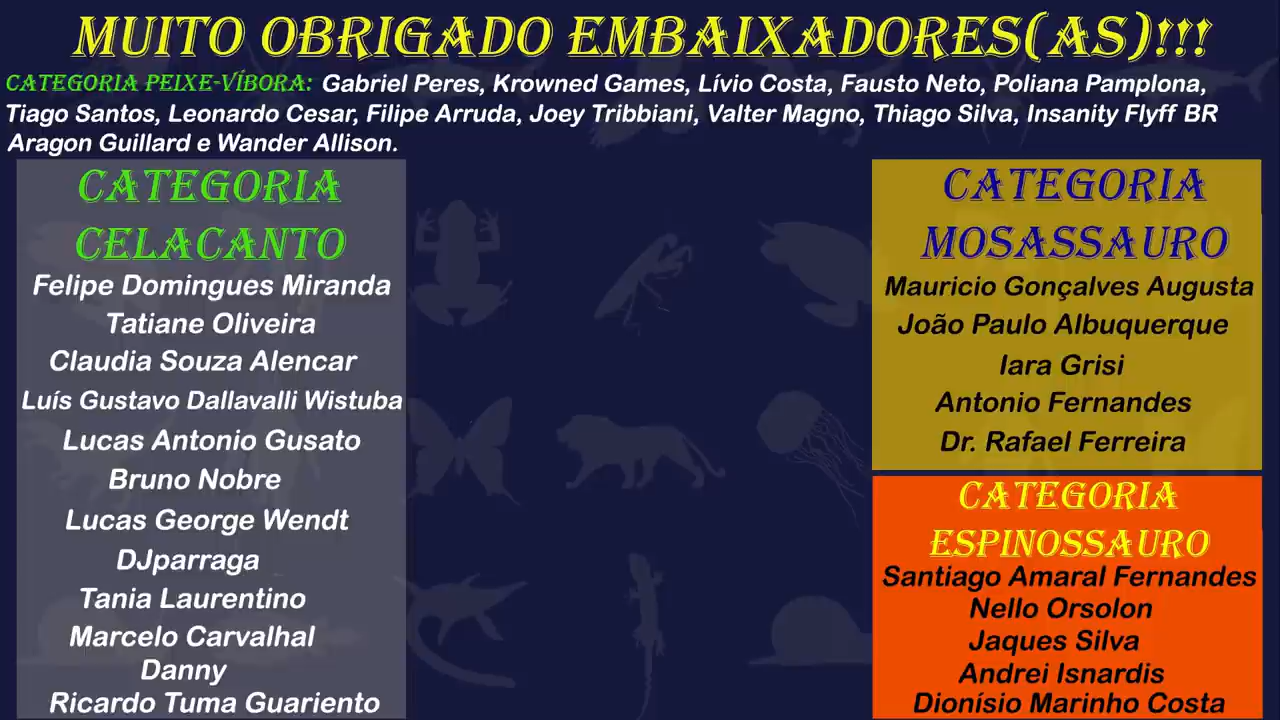 MUITO OBRIGADO EMBAIXADORES(AS)!!!
CATEGORIA PEIXE-VÍBORA: Gabriel Peres, Krowned Games, Lívio Costa, Fausto Neto, Poliana Pamplona,
Tiago Santos, Leonardo Cesar, Filipe Arruda, Joey Tribbiani, Valter Magno, Thiago Silva, Insanity Flyff BR
Aragon Guillard e Wander Allison.
CATEGORIA
CELACANTO
Felipe Domingues Miranda
Tatiane Oliveira
Claudia Souza Alencar
Luís Gustavo Dallavalli Wistuba
Lucas Antonio Gusato
Bruno Nobre
Lucas George Wendt
DJparraga
Tania Laurentino
Marcelo Carvalhal
Danny
Ricardo Tuma Guariento
CATEGORIA
MOSASSAURO
Mauricio Gonçalves Augusta
João Paulo Albuquerque
Iara Grisi
Antonio Fernandes
Dr. Rafael Ferreira
CATEGORIA
ESPINOSSAURO
Santiago Amaral Fernandes
Nello Orsolon
Jaques Silva
Andrei Isnardis
Dionísio Marinho Costa